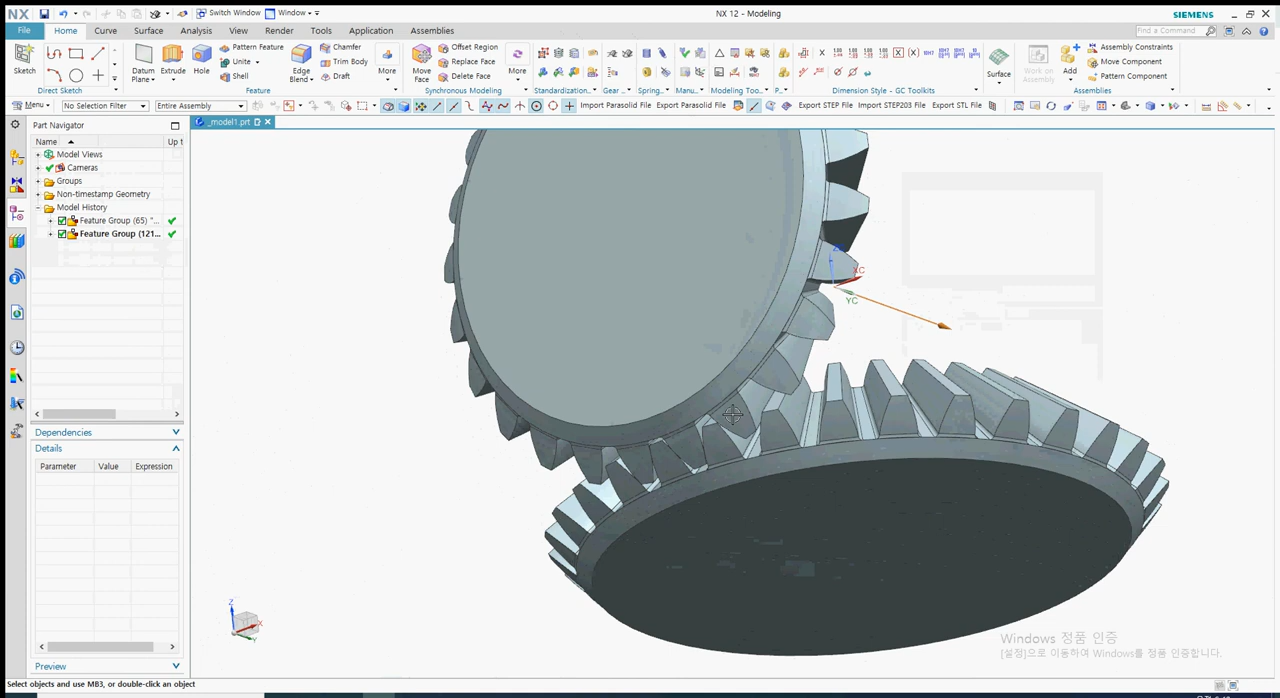 NX
Switch Window
Window
NX 12 - Modeling
SIEMENS
File
Home
Curve
Surface
Analysis
View
Render
Tools
Application
Assemblies
Find a Command
Sketch
Direct Sketch
Datum Plane
Extrude
Hole
Pattern Feature
Unite
Shell
Edge Blend
Chamfer
Trim Body
Draft
More
Feature
Move Face
Offset Region
Replace Face
Delete Face
More
Synchronous Modeling
Standardization...
Gear ...
Spring...
Manu...
Modeling Too...
P...
Dimension Style - GC Toolkits
Surface
Work on Assembly
Add
Assembly Constraints
Move Component
Pattern Component
Assemblies
Menu
No Selection Filter
Entire Assembly
Import Parasolid File
Export Parasolid File
Export STEP File
Import STEP203 File
Export STL File
Part Navigator
_model1.prt
Name
Up t
Model Views
Cameras
Groups
Non-timestamp Geometry
Model History
Feature Group (65) "...
Feature Group (121...
Dependencies
Details
Parameter
Value
Expression
Preview
XC
YC
Z
X
Y
Windows 정품 인증
[설정]으로 이동하여 Windows를 정품 인증합니다.
Select objects and use MB3, or double-click an object